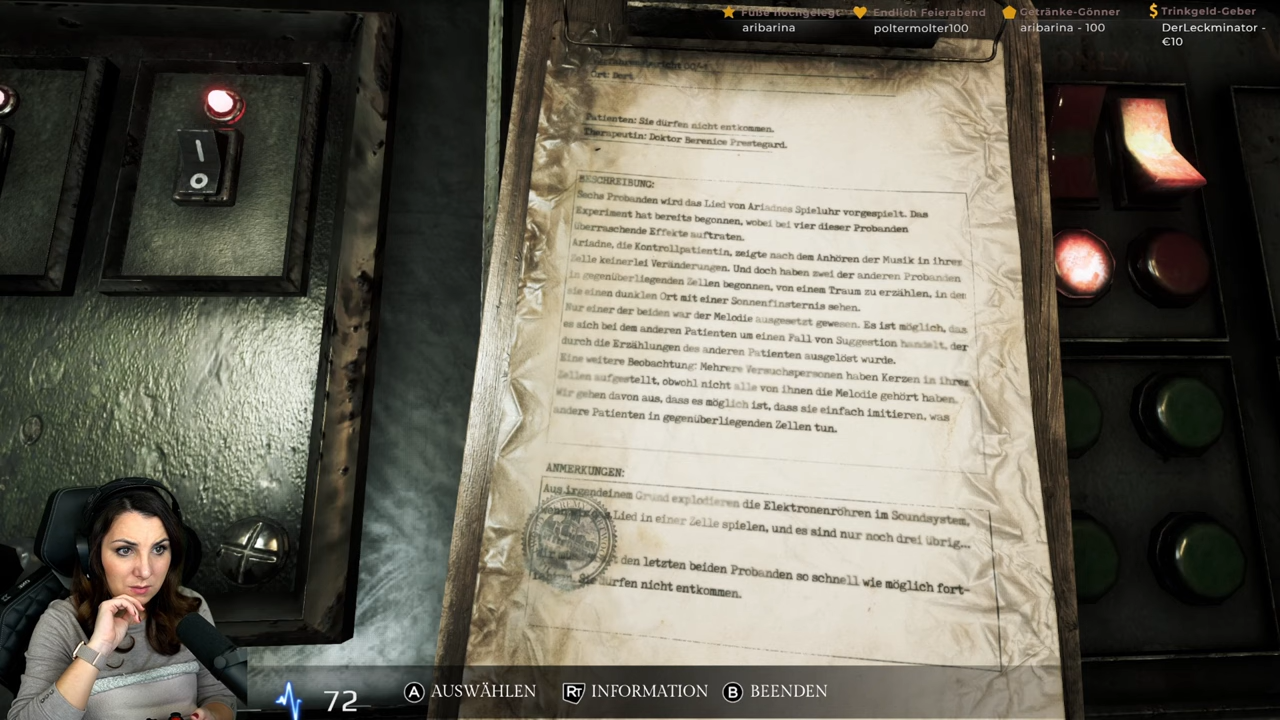 Füße hochgelegt
aribarina
Endlich Feierabend
poltermolter100
Getränke-Gönner
aribarina - 100
Trinkgeld-Geber
DerLeckminator -
€10
Ort:
Patienten: Sie dürfen nicht entkommen.
Therapeutin: Doktor Berenice Prestegard.
BESCHREIBUNG:
Sechs Probanden wird das Lied von Ariadnes Spieluhr vorgespielt. Das
Experiment hat bereits begonnen, wobei bei vier dieser Probanden
überraschende Effekte auftraten.
Ariadne, die Kontrollpatientin, zeigte nach dem Anhören der Musik in ihrer
Zelle keinerlei Veränderungen. Und doch haben zwei der anderen Probanden
in gegenüberliegenden Zellen begonnen, von einem Traum zu erzählen, in dem
sie einen dunklen Ort mit einer Sonnenfinsternis sehen.
Nur einer der beiden war der Melodie ausgesetzt gewesen. Es ist möglich, das
es sich bei dem anderen Patienten um einen Fall von Suggestion handelt, der
durch die Erzählungen des anderen Patienten ausgelöst wurde.
Eine weitere Beobachtung: Mehrere Versuchspersonen haben Kerzen in ihrer
Zellen aufgestellt, obwohl nicht alle von ihnen die Melodie gehört haben.
Wir gehen davon aus, dass es möglich ist, dass sie einfach imitieren, was
andere Patienten in gegenüberliegenden Zellen tun.
ANMERKUNGEN:
Aus irgendeinem Grund explodieren die Elektronenröhren im Soundsystem,
Lied in einer Zelle spielen, und es sind nur noch drei übrig...
den letzten beiden Probanden so schnell wie möglich fort-
Sie dürfen nicht entkommen.
72
A AUSWÄHLEN
RT INFORMATION
B BEENDEN